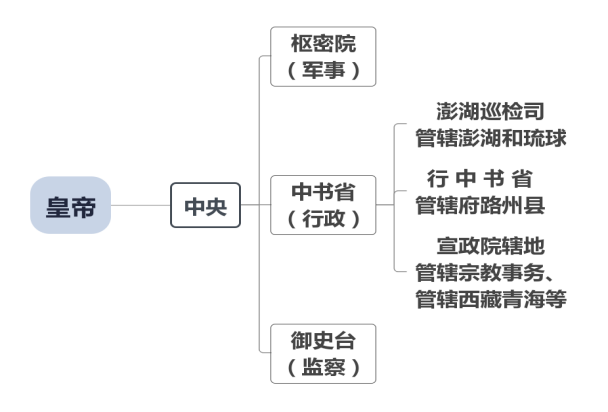 皇帝
中央
枢密院
（军事）
中书省
（行政）
御史台
（监察）
澎湖巡检司
管辖澎湖和琉球
行中书省
管辖府路州县
宣政院辖地
管辖宗教事务、
管辖西藏青海等